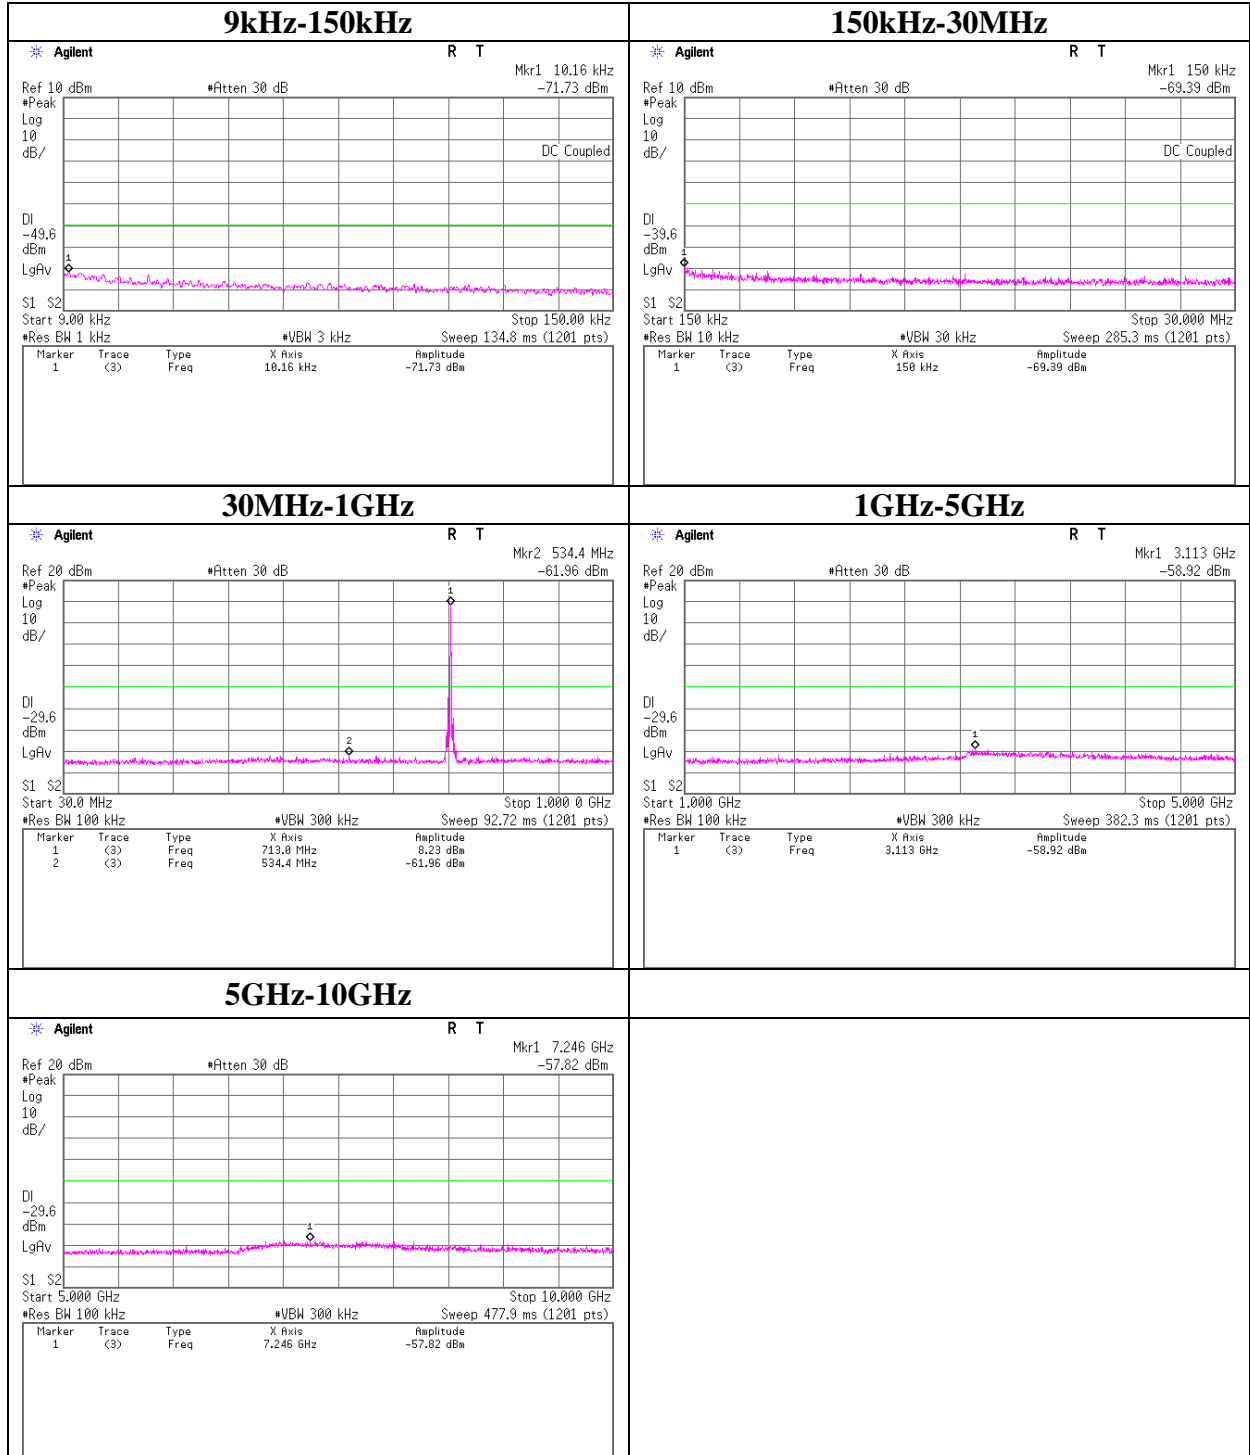 9kHz-150kHz
Agilent R T
Mkr1 10.16 kHz
Ref 10 dBm #Atten 30 dB -71.73 dBm
#Peak
Log
10
dB/ DC Coupled
DI
-49.6
dBm
1
LgAv
S1 S2
Start 9.00 kHz Stop 150.00 kHz
#Res BW 1 kHz #VBW 3 kHz Sweep 134.8 ms (1201 pts)
Marker Trace Type X Axis Amplitude
1 (3) Freq 10.16 kHz -71.73 dBm
150kHz-30MHz
Agilent R T
Mkr1 150 kHz
Ref 10 dBm #Atten 30 dB -69.39 dBm
#Peak
Log
10
dB/ DC Coupled
DI
-39.6
dBm
1
LgAv
S1 S2
Start 150 kHz Stop 30.000 MHz
#Res BW 10 kHz #VBW 30 kHz Sweep 285.3 ms (1201 pts)
Marker Trace Type X Axis Amplitude
1 (3) Freq 150 kHz -69.39 dBm
30MHz-1GHz
Agilent R T
Mkr2 534.4 MHz
Ref 20 dBm #Atten 30 dB -61.96 dBm
#Peak
1
Log
10
dB/
DI
-29.6
dBm
2
LgAv
S1 S2
Start 30.0 MHz Stop 1.000 0 GHz
#Res BW 100 kHz #VBW 300 kHz Sweep 92.72 ms (1201 pts)
Marker Trace Type X Axis Amplitude
1 (3) Freq 713.0 MHz 8.23 dBm
2 (3) Freq 534.4 MHz -61.96 dBm
1GHz-5GHz
Agilent R T
Mkr1 3.113 GHz
Ref 20 dBm #Atten 30 dB -58.92 dBm
#Peak
Log
10
dB/
DI
-29.6
dBm
1
LgAv
S1 S2
Start 1.000 GHz Stop 5.000 GHz
#Res BW 100 kHz #VBW 300 kHz Sweep 382.3 ms (1201 pts)
Marker Trace Type X Axis Amplitude
1 (3) Freq 3.113 GHz -58.92 dBm
5GHz-10GHz
Agilent R T
Mkr1 7.246 GHz
Ref 20 dBm #Atten 30 dB -57.82 dBm
#Peak
Log
10
dB/
DI
-29.6
dBm
1
LgAv
S1 S2
Start 5.000 GHz Stop 10.000 GHz
#Res BW 100 kHz #VBW 300 kHz Sweep 477.9 ms (1201 pts)
Marker Trace Type X Axis Amplitude
1 (3) Freq 7.246 GHz -57.82 dBm